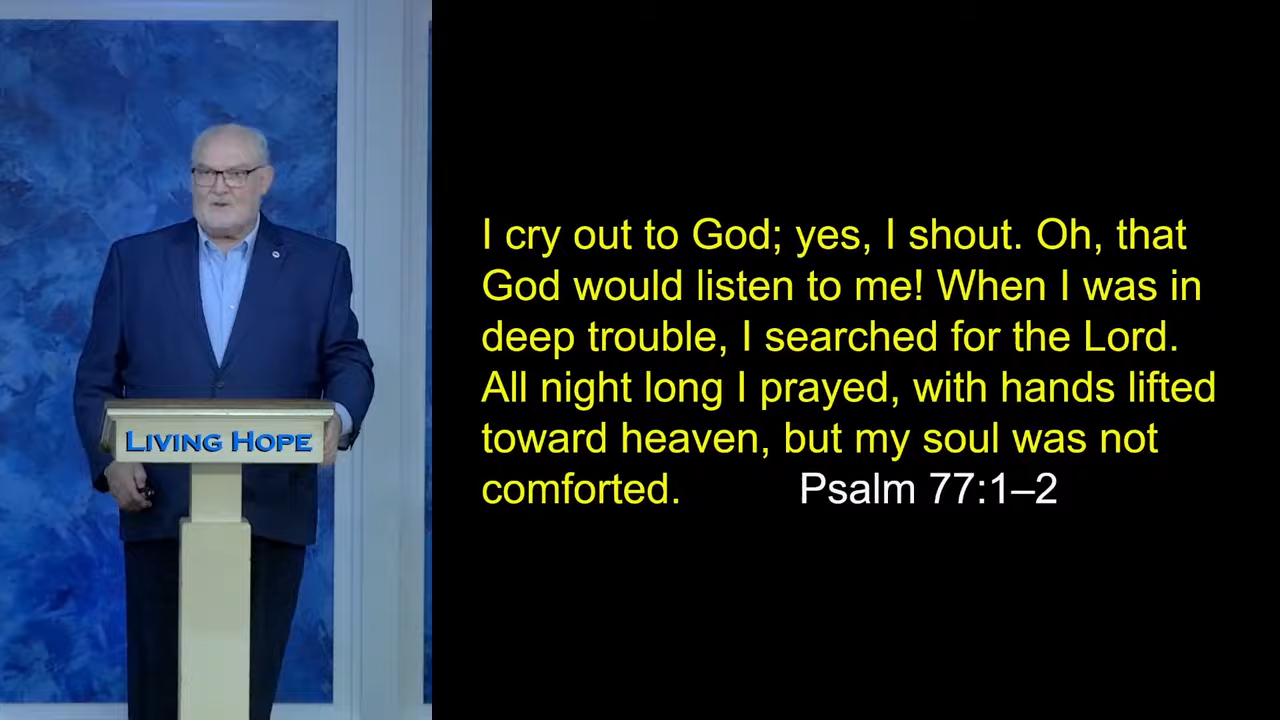 LIVING HOPE
I cry out to God; yes, I shout. Oh, that
God would listen to me! When I was in
deep trouble, I searched for the Lord.
All night long I prayed, with hands lifted
toward heaven, but my soul was not
comforted. Psalm 77:1–2